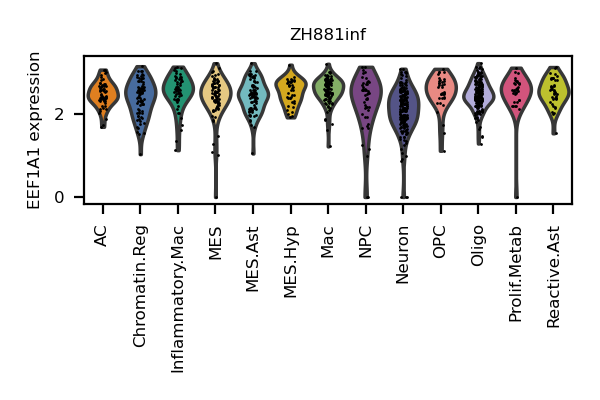 ZH881inf
EEF1A1 expression
2
0
AC
Chromatin.Reg
Inflammatory.Mac
MES
MES.Ast
MES.Hyp
Mac
NPC
Neuron
OPC
Oligo
Prolif.Metab
Reactive.Ast